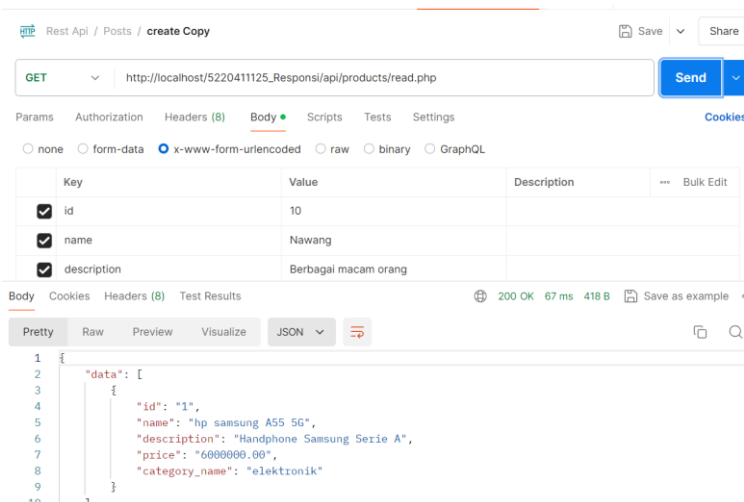 HTTP Rest Api / Posts / create Copy Save Share
GET http://localhost/5220411125_Responsi/api/products/read.php Send
Params Authorization Headers (8) Body Scripts Tests Settings Cookies
none form-data x-www-form-urlencoded raw binary GraphQL
Key Value Description Bulk Edit
id 10
name Nawang
description Berbagai macam orang
Body Cookies Headers (8) Test Results 200 OK 67 ms 418 B Save as example
Pretty Raw Preview Visualize JSON
1 {
2 "data": [
3 {
4 "id": "1",
5 "name": "hp samsung A55 5G",
6 "description": "Handphone Samsung Serie A",
7 "price": "6000000.00",
8 "category_name": "elektronik"
9 }
10 ]